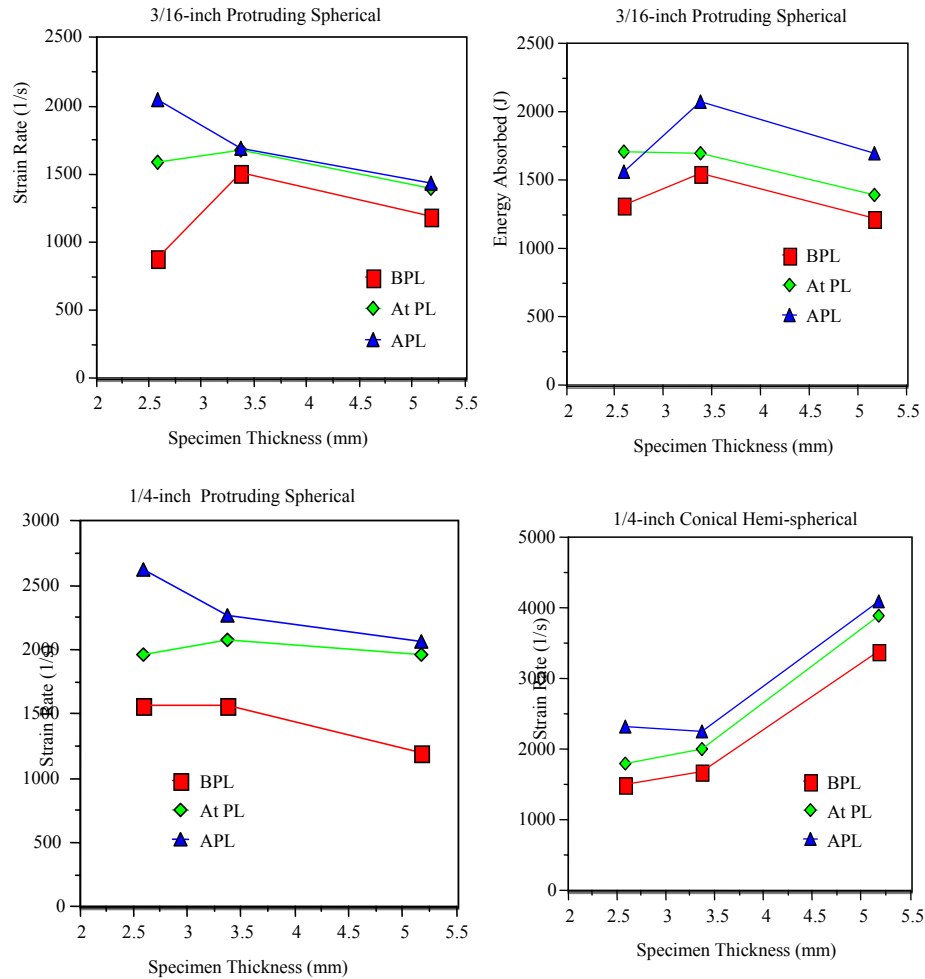 3/16-inch Protruding Spherical
2500
2000
1500
1000
500
0
Strain Rate (1/s)
BPL
At PL
APL
2 2.5 3 3.5 4 4.5 5 5.5
Specimen Thickness (mm)
3/16-inch Protruding Spherical
2500
2000
1500
1000
500
0
Energy Absorbed (J)
BPL
At PL
APL
2 2.5 3 3.5 4 4.5 5 5.5
Specimen Thickness (mm)
1/4-inch Protruding Spherical
3000
2500
2000
1500
1000
500
0
Strain Rate (1/s)
BPL
At PL
APL
2 2.5 3 3.5 4 4.5 5 5.5
Specimen Thickness (mm)
1/4-inch Conical Hemi-spherical
5000
4000
3000
2000
1000
0
Strain Rate (1/s)
BPL
At PL
APL
2 2.5 3 3.5 4 4.5 5 5.5
Specimen Thickness (mm)